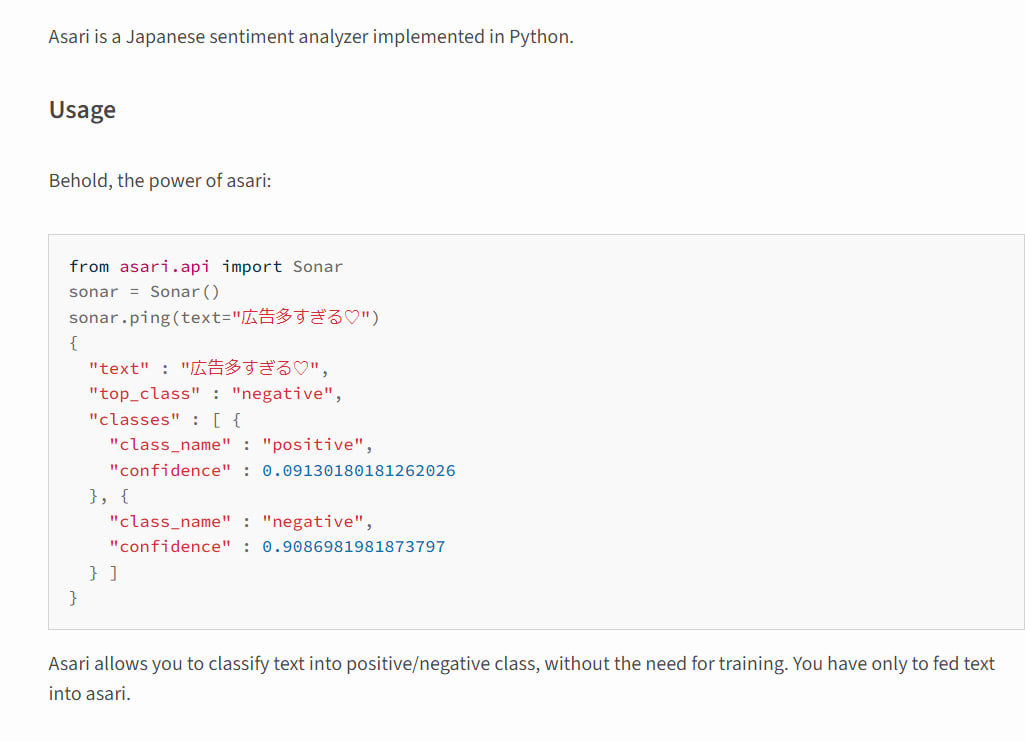 Asari is a Japanese sentiment analyzer implemented in Python.
Usage
Behold, the power of asari:
from asari.api import Sonar
sonar = Sonar()
sonar.ping(text="広告多すぎる♡")
{
  "text" : "広告多すぎる♡",
  "top_class" : "negative",
  "classes" : [ {
    "class_name" : "positive",
    "confidence" : 0.09130180181262026
  }, {
    "class_name" : "negative",
    "confidence" : 0.9086981981873797
  } ]
}
Asari allows you to classify text into positive/negative class, without the need for training. You have only to fed text
into asari.